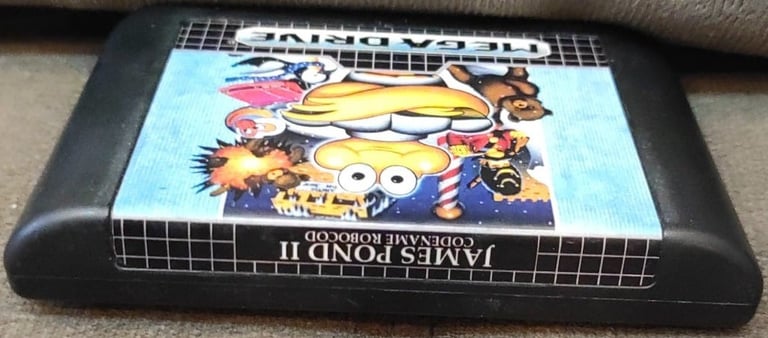 JAMES POND II
CODENAME ROBOCOD
MEGA DRIVE